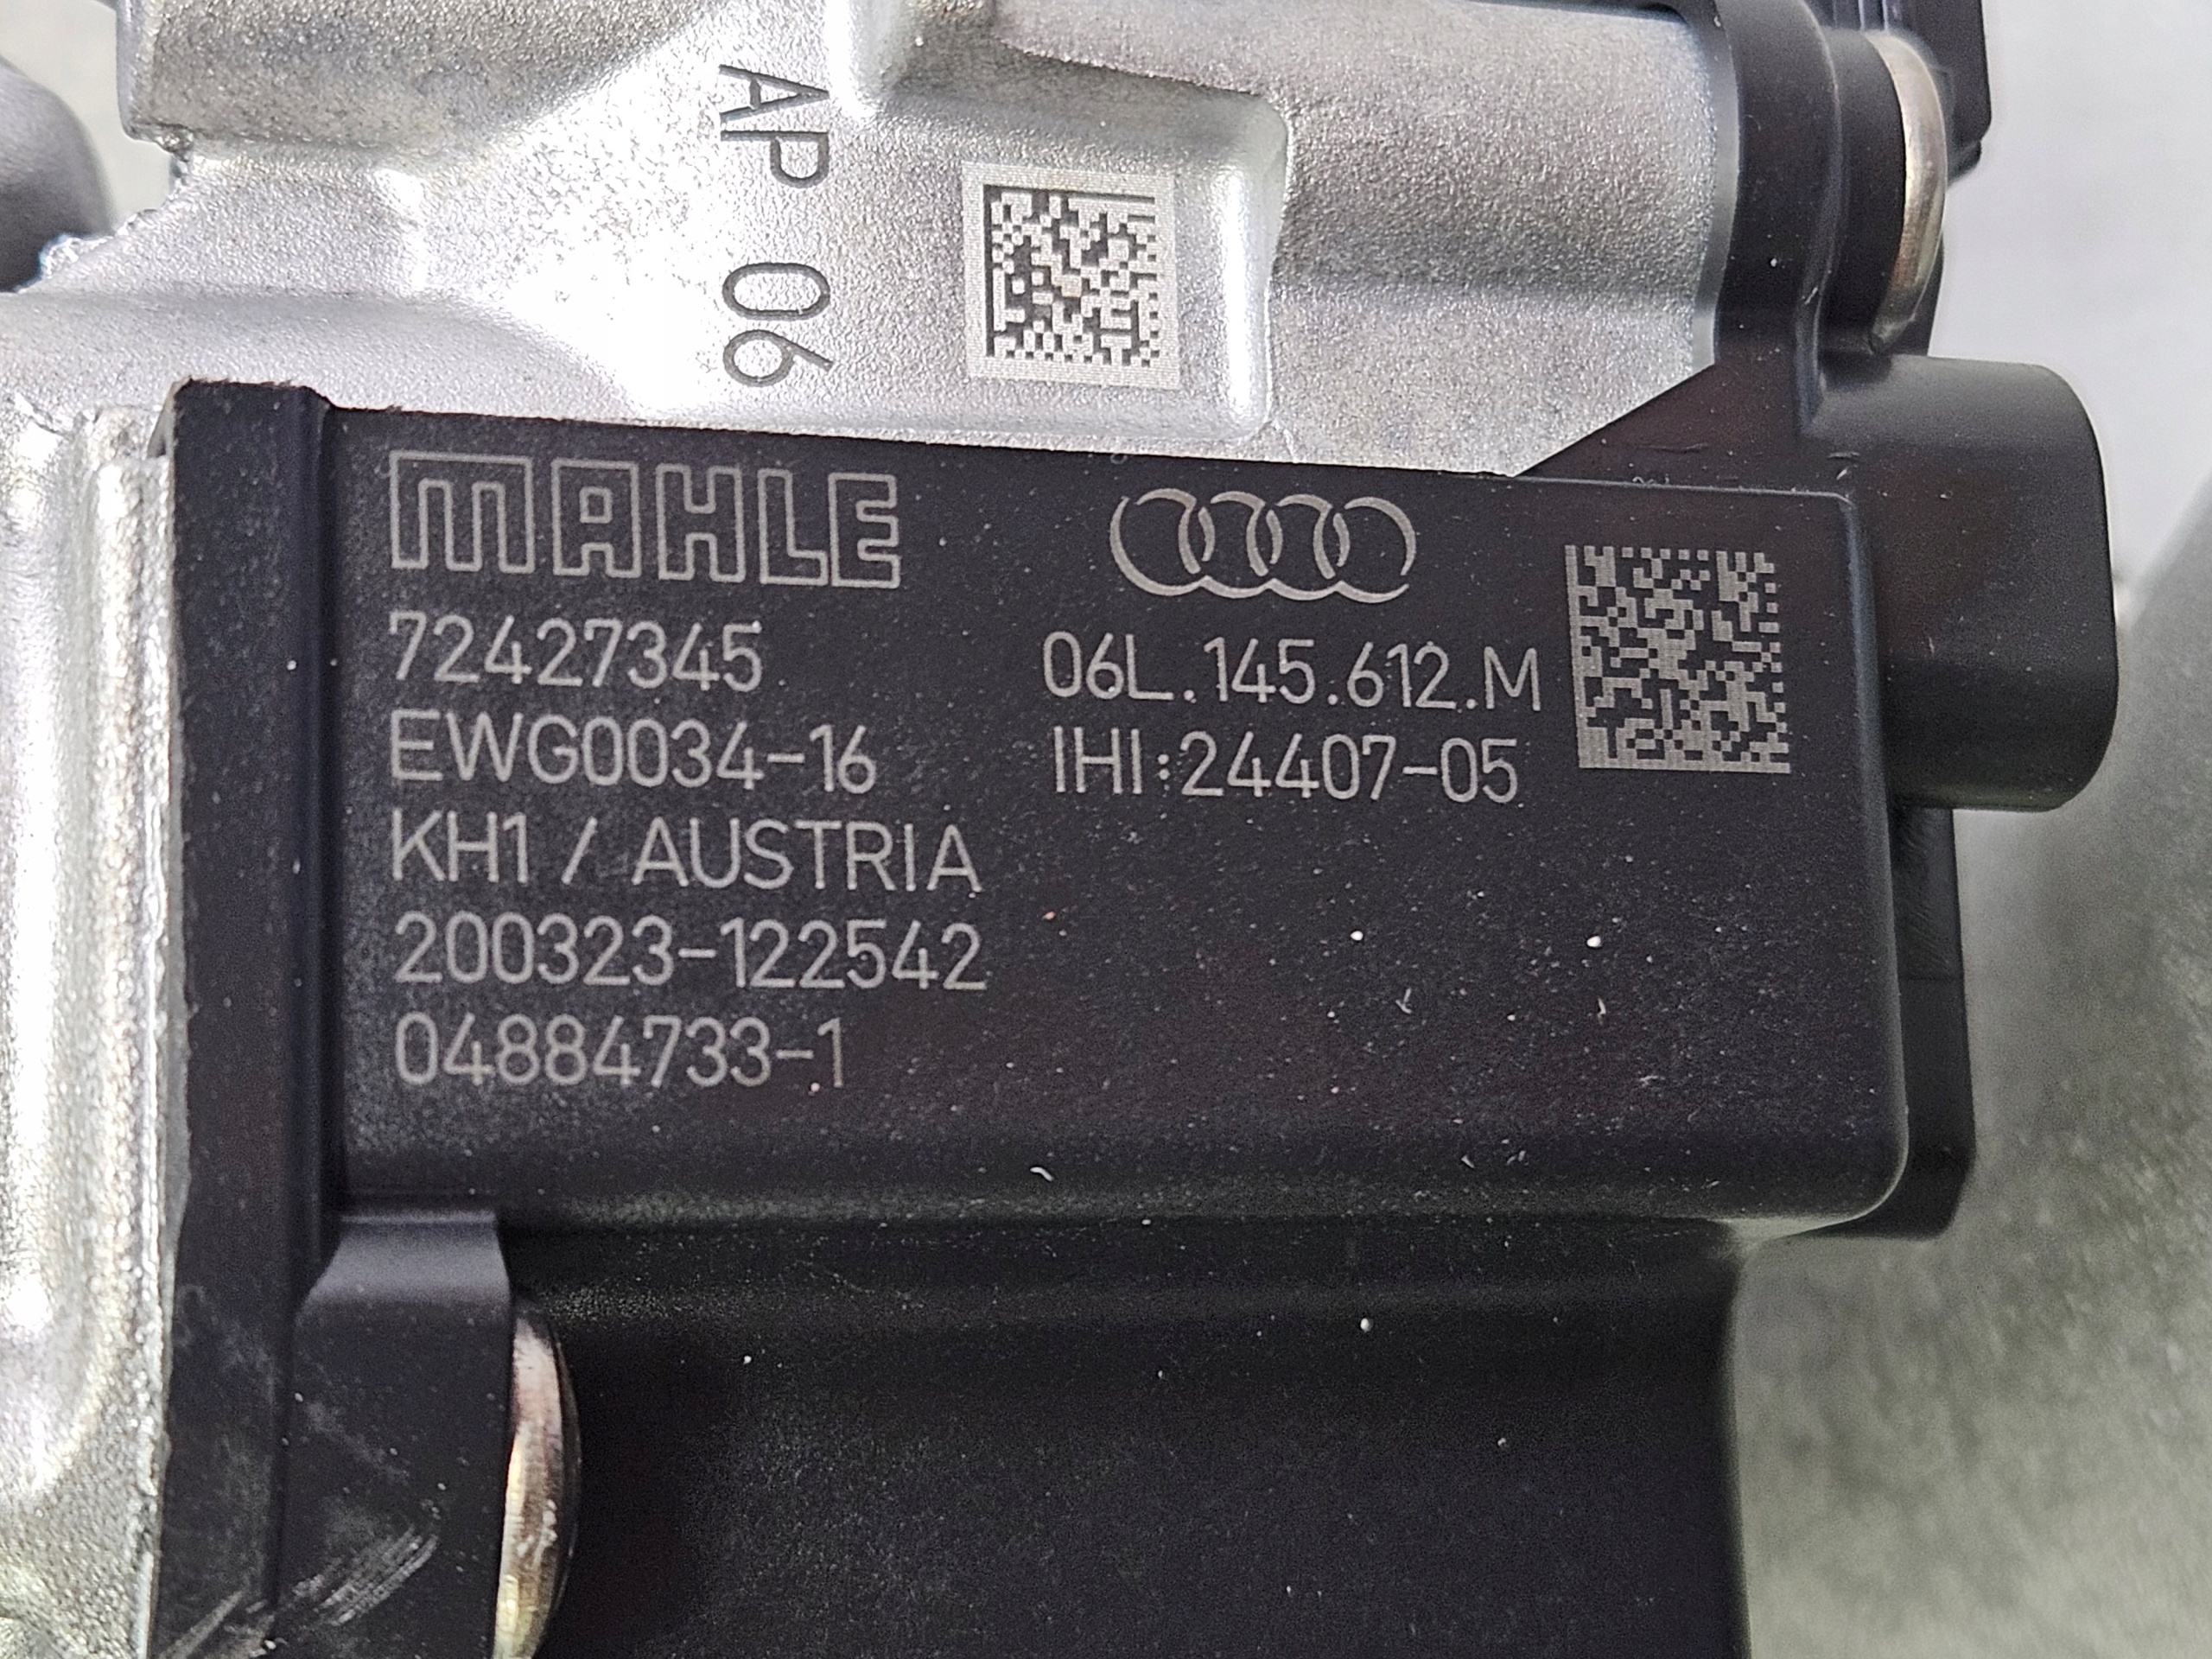 AP 06
MAHLE
72427345
EWG0034-16
KH1 / AUSTRIA
200323-122542
04884733-1
06L.145.612.M
IHI:24407-05